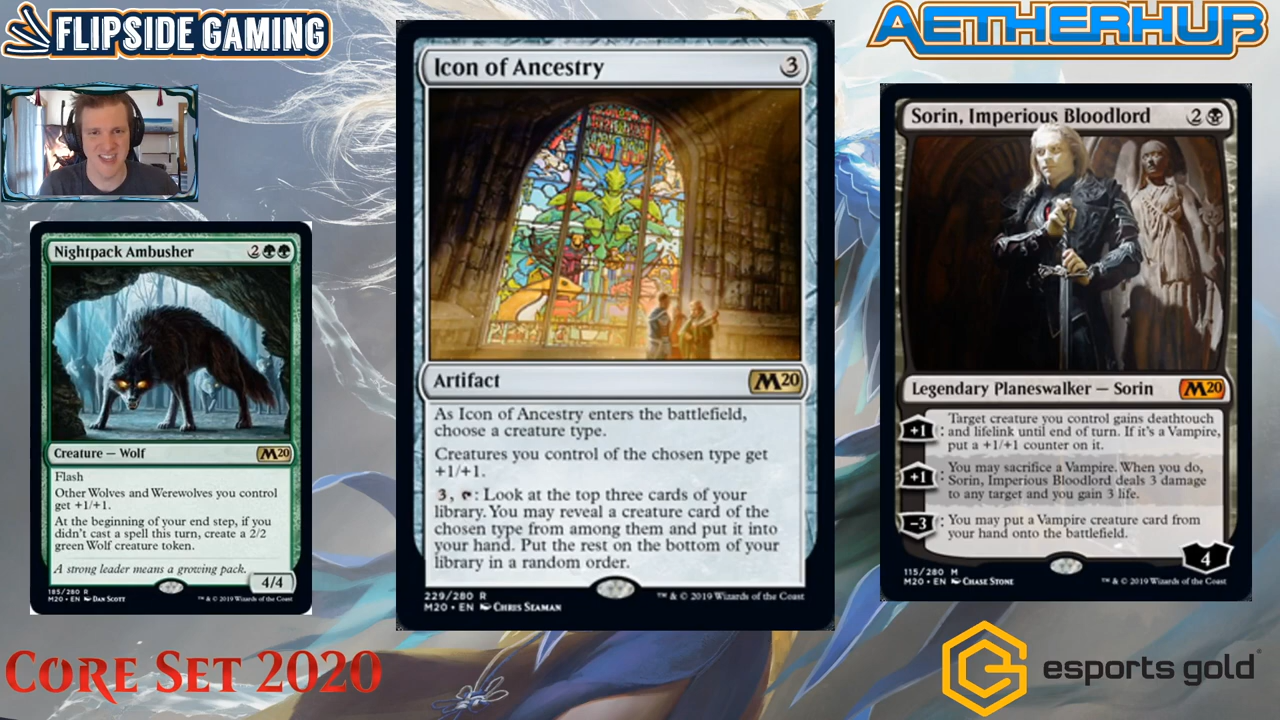 FLIPSIDE GAMING
AETHERHUB
Nightpack Ambusher 2
Creature — Wolf M20
Flash
Other Wolves and Werewolves you control
get +1/+1.
At the beginning of your end step, if you
didn't cast a spell this turn, create a 2/2
green Wolf creature token.
A strong leader means a growing pack.
4/4
185/280 R
M20 • EN DAN SCOTT ™ & © 2019 Wizards of the Coast
Icon of Ancestry 3
Artifact M20
As Icon of Ancestry enters the battlefield,
choose a creature type.
Creatures you control of the chosen type get
+1/+1.
3, : Look at the top three cards of your
library. You may reveal a creature card of the
chosen type from among them and put it into
your hand. Put the rest on the bottom of your
library in a random order.
229/280 R ™ & © 2019 Wizards of the Coast
M20 • EN CHRIS SEAMAN
Sorin, Imperious Bloodlord 2
Legendary Planeswalker — Sorin M20
+1: Target creature you control gains deathtouch
and lifelink until end of turn. If it's a Vampire,
put a +1/+1 counter on it.
+1: You may sacrifice a Vampire. When you do,
Sorin, Imperious Bloodlord deals 3 damage
to any target and you gain 3 life.
−3: You may put a Vampire creature card from
your hand onto the battlefield.
4
115/280 M
M20 • EN CHASE STONE ™ & © 2019 Wizards of the Coast
CORE SET 2020
esports gold